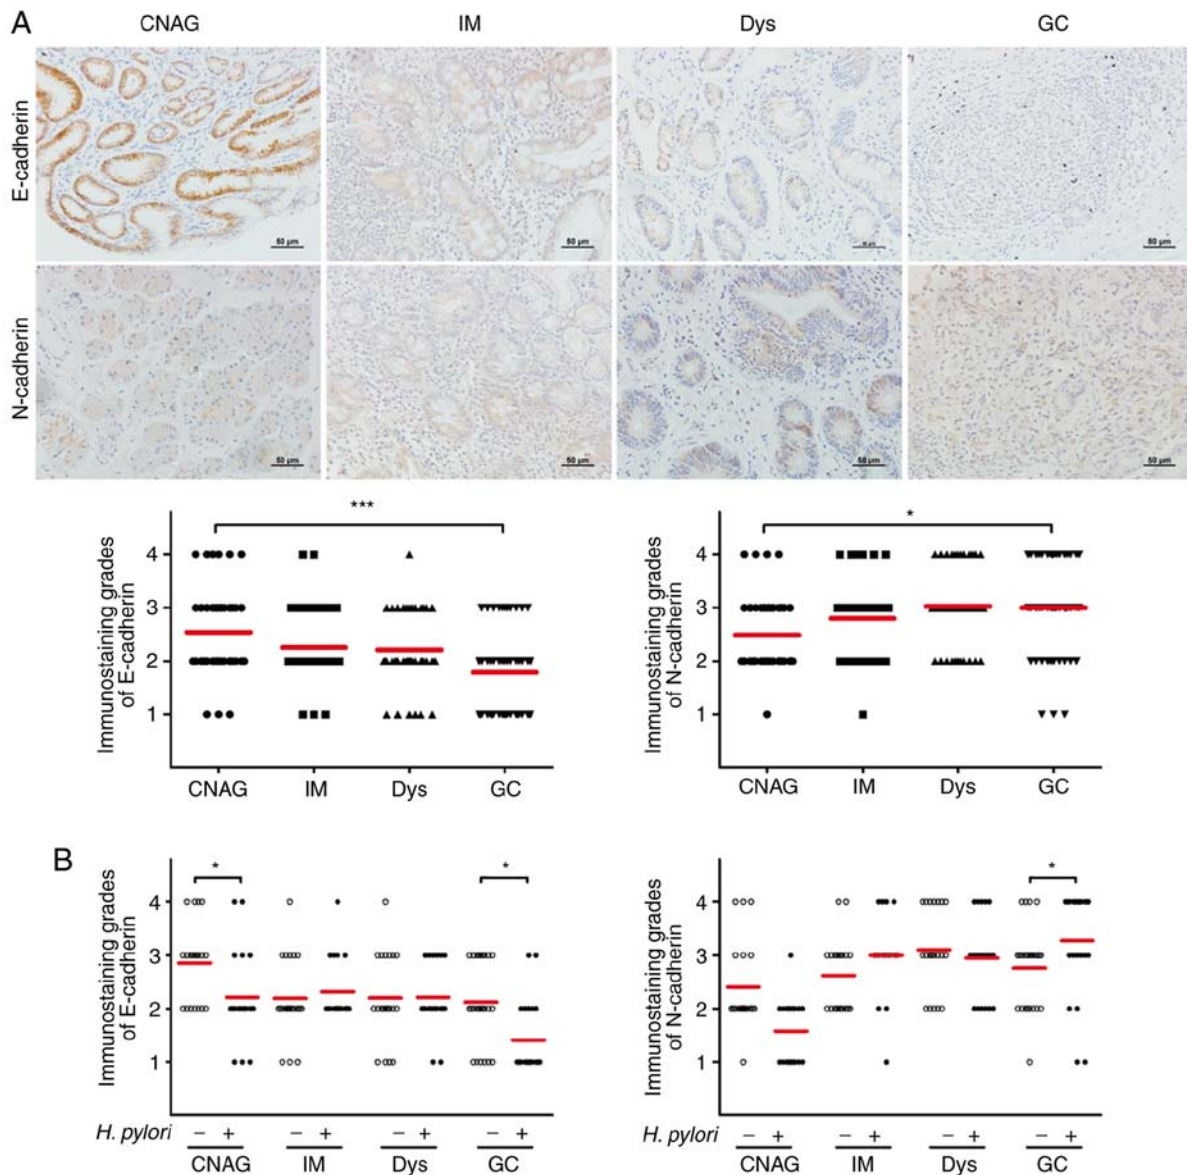 A
CNAG
IM
Dys
GC
E-cadherin
50 µm
50 µm
50 µm
N-cadherin
50 µm
50 µm
50 µm
50 µm
Immunostaining grades
of E-cadherin
4
3
2
1
***
CNAG
IM
Dys
GC
Immunostaining grades
of N-cadherin
4
3
2
1
*
CNAG
IM
Dys
GC
B
Immunostaining grades
of E-cadherin
4
3
2
1
*
*
H. pylori
− + − + − + − +
CNAG
IM
Dys
GC
Immunostaining grades
of N-cadherin
4
3
2
1
*
− + − + − + − +
CNAG
IM
Dys
GC